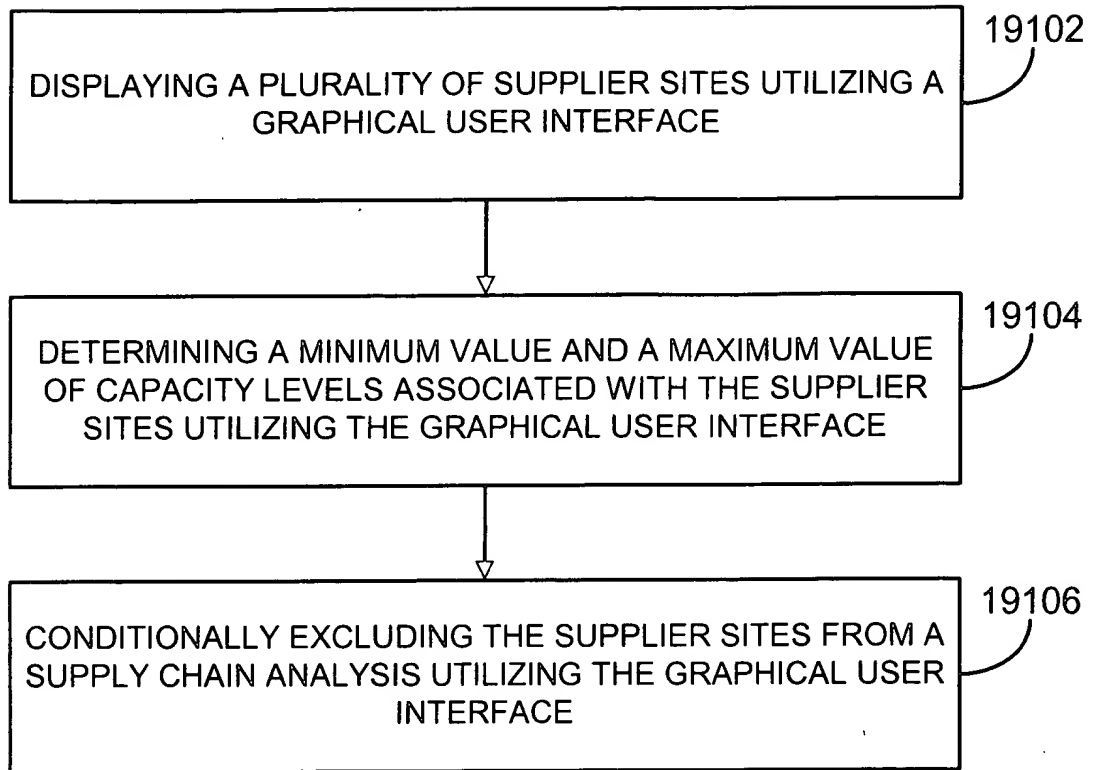 19102
DISPLAYING A PLURALITY OF SUPPLIER SITES UTILIZING A
GRAPHICAL USER INTERFACE
19104
DETERMINING A MINIMUM VALUE AND A MAXIMUM VALUE
OF CAPACITY LEVELS ASSOCIATED WITH THE SUPPLIER
SITES UTILIZING THE GRAPHICAL USER INTERFACE
19106
CONDITIONALLY EXCLUDING THE SUPPLIER SITES FROM A
SUPPLY CHAIN ANALYSIS UTILIZING THE GRAPHICAL USER
INTERFACE